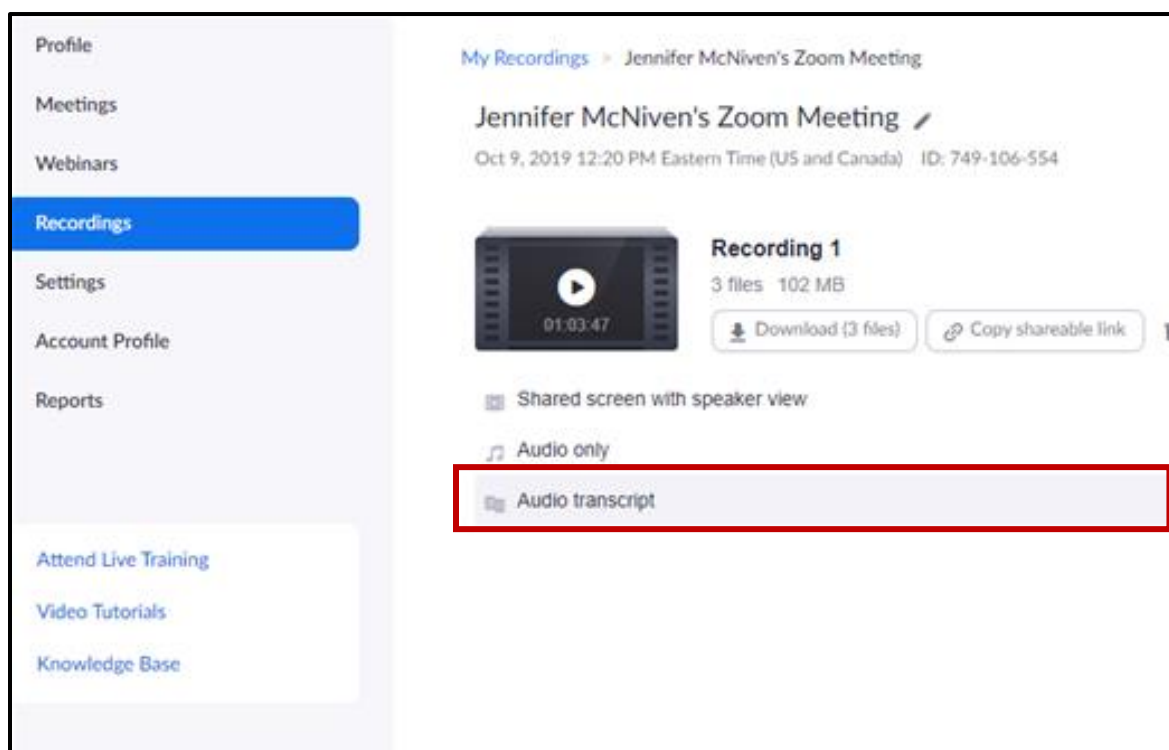 Profile
Meetings
Webinars
Recordings
Settings
Account Profile
Reports
Attend Live Training
Video Tutorials
Knowledge Base
My Recordings > Jennifer McNiven's Zoom Meeting
Jennifer McNiven's Zoom Meeting
Oct 9, 2019 12:20 PM Eastern Time (US and Canada) ID: 749-106-554
01:03:47
Recording 1
3 files 102 MB
Download (3 files) Copy shareable link
Shared screen with speaker view
Audio only
Audio transcript